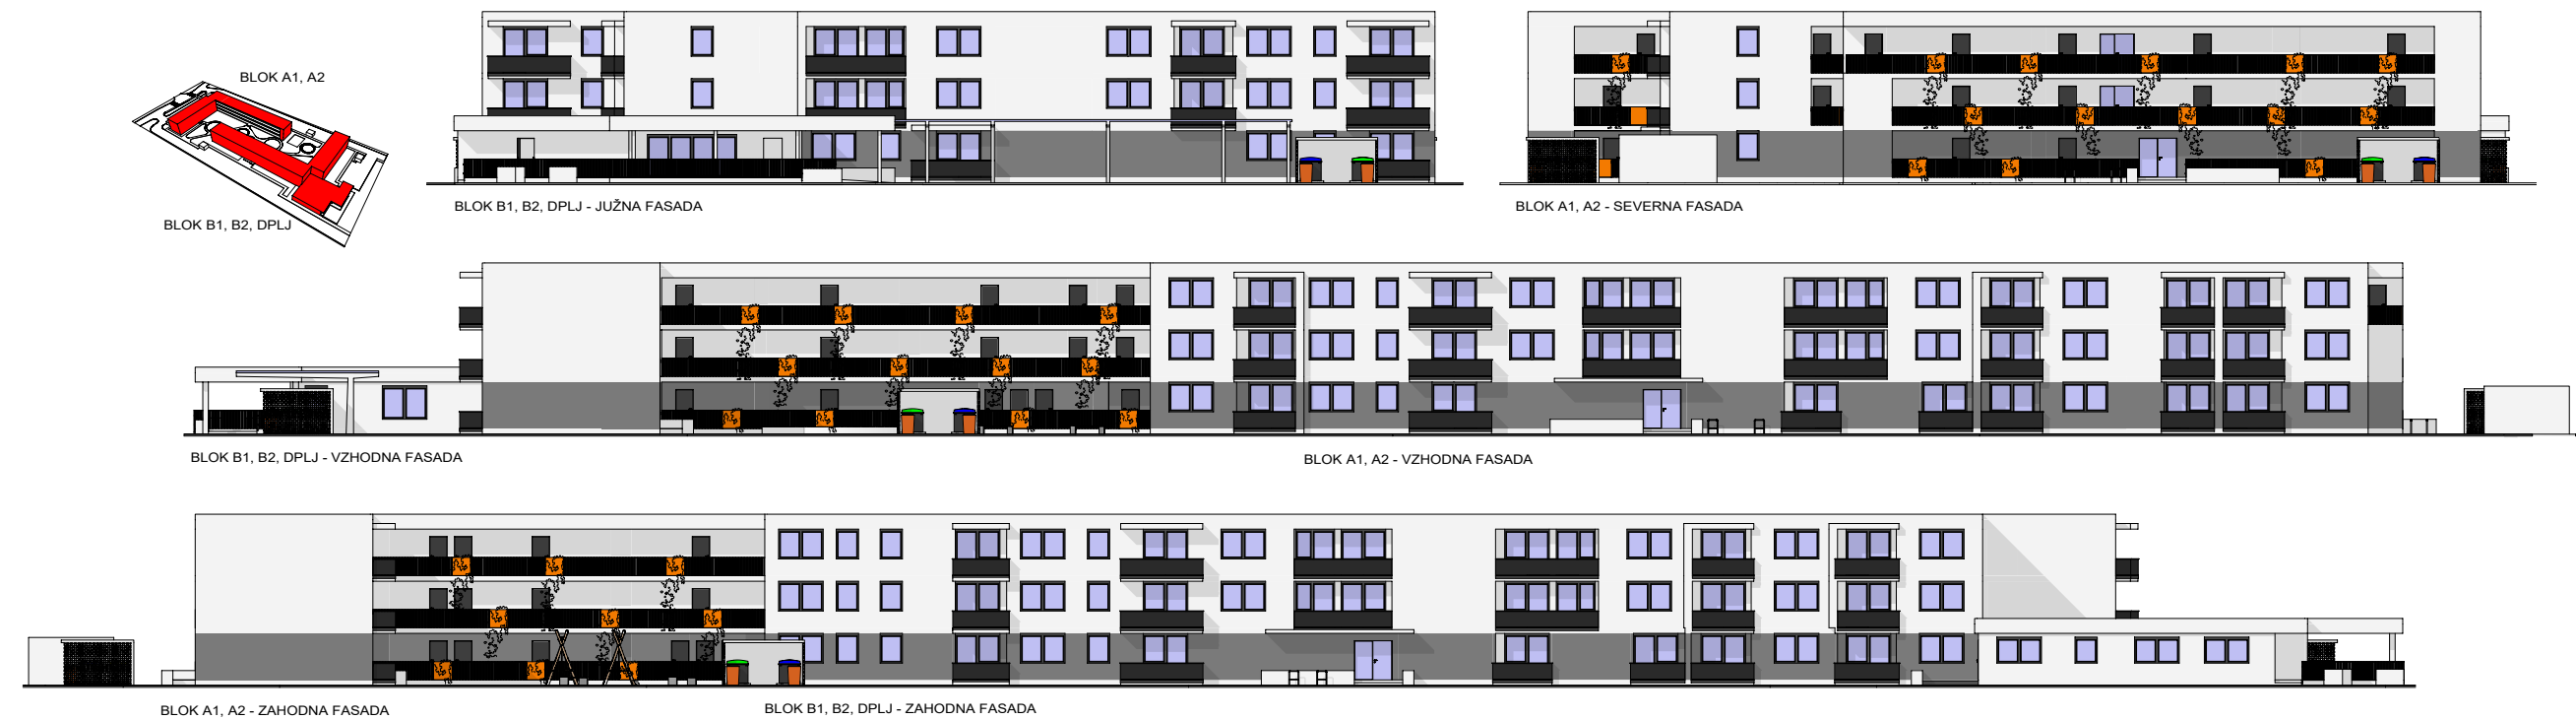 BLOK A1, A2
BLOK B1, B2, DPLJ
BLOK B1, B2, DPLJ - JUŽNA FASADA
BLOK A1, A2 - SEVERNA FASADA
BLOK B1, B2, DPLJ - VZHODNA FASADA
BLOK A1, A2 - VZHODNA FASADA
BLOK A1, A2 - ZAHODNA FASADA
BLOK B1, B2, DPLJ - ZAHODNA FASADA